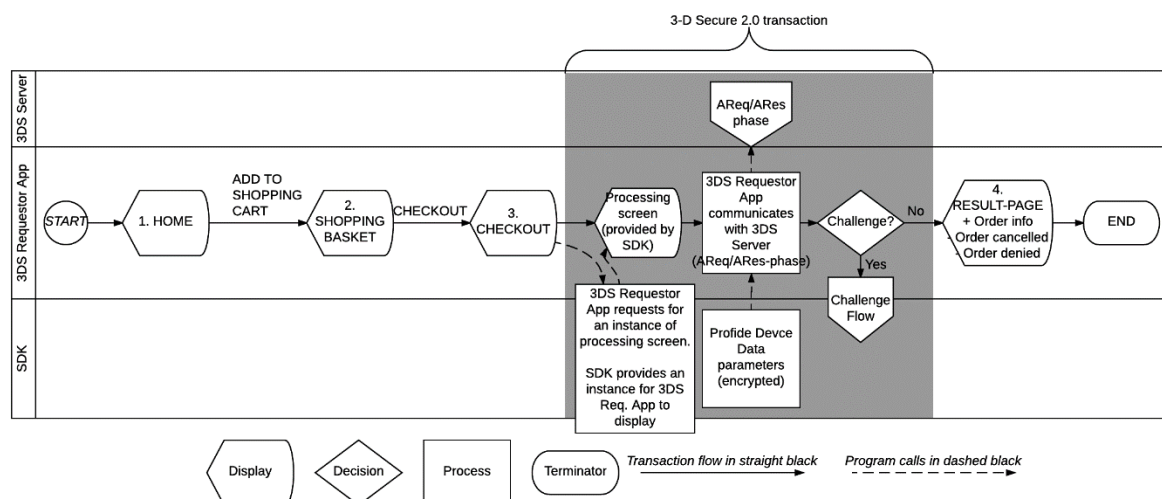 3-D Secure 2.0 transaction
3DS Server
AReq/ARes
phase
3DS Requestor App
START
1. HOME
ADD TO
SHOPPING
CART
2.
SHOPPING
BASKET
CHECKOUT
3.
CHECKOUT
Processing
screen
(provided by
SDK)
3DS Requestor
App
communicates
with 3DS
Server
(AReq/ARes-phase)
Challenge?
No
Yes
4.
RESULT-PAGE
+ Order info
- Order cancelled
- Order denied
END
Challenge
Flow
SDK
3DS Requestor
App requests for
an instance of
processing screen.
SDK provides an
instance for 3DS
Req. App to
display
Profide Devce
Data
parameters
(encrypted)
Display
Decision
Process
Terminator
Transaction flow in straight black
Program calls in dashed black